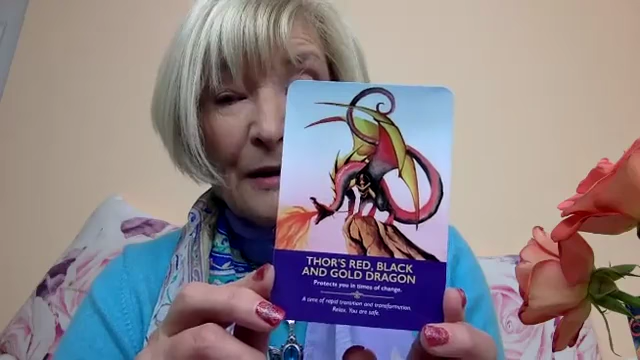 THOR'S RED, BLACK
AND GOLD DRAGON
Protects you in times of change.
A time of rapid transition and transformation.
Relax. You are safe.